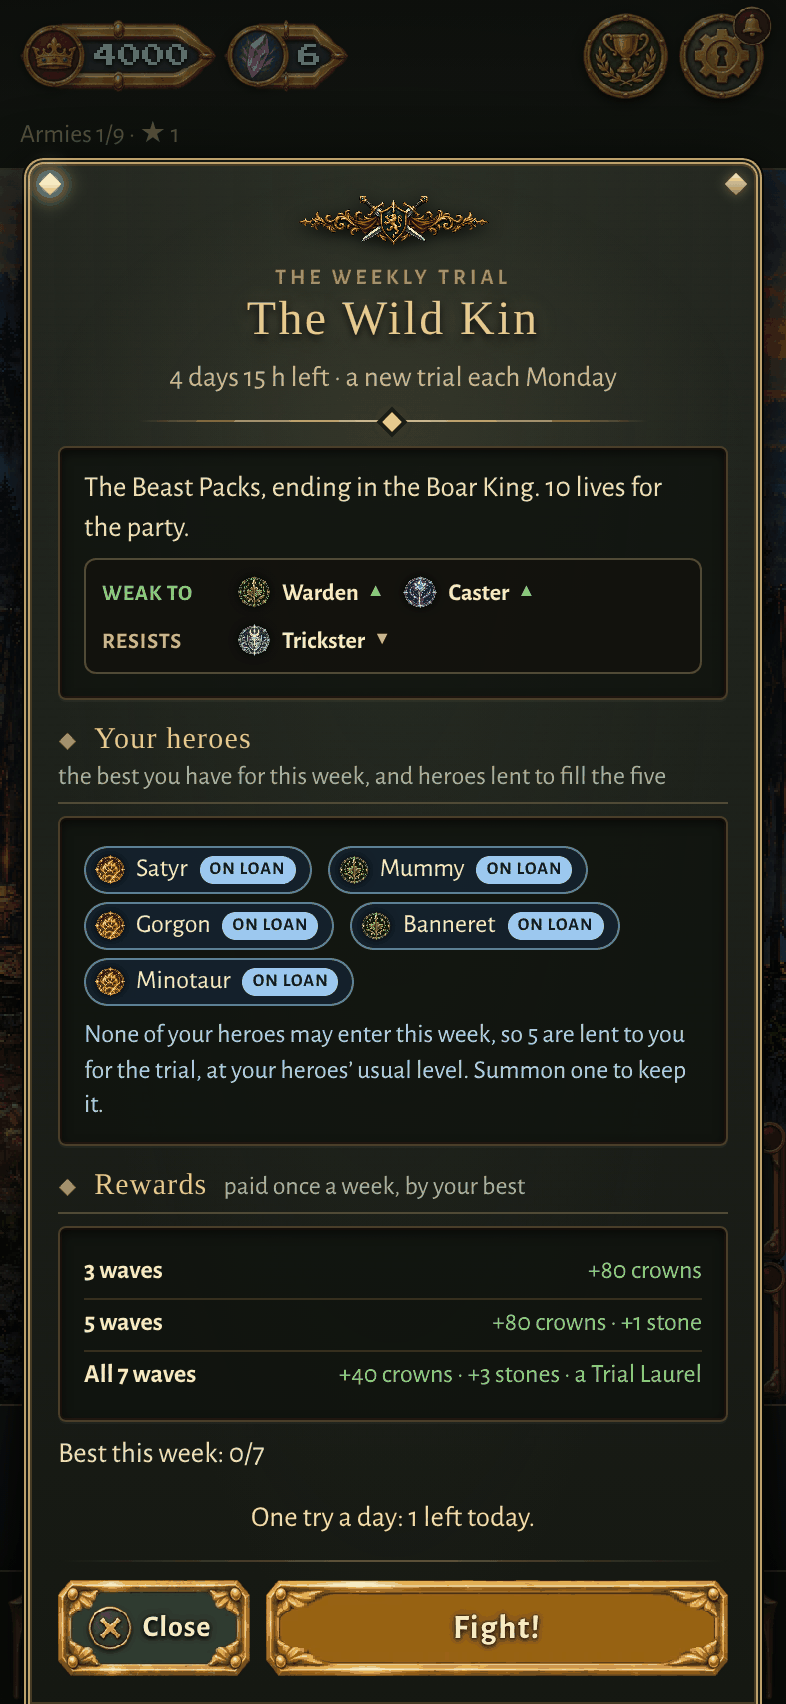 4000
6
Armies 1/9 · ★ 1
THE WEEKLY TRIAL
The Wild Kin
4 days 15 h left · a new trial each Monday
The Beast Packs, ending in the Boar King. 10 lives for
the party.
WEAK TO Warden ▲ Caster ▲
RESISTS Trickster ▼
Your heroes
the best you have for this week, and heroes lent to fill the five
Satyr ON LOAN Mummy ON LOAN
Gorgon ON LOAN Banneret ON LOAN
Minotaur ON LOAN
None of your heroes may enter this week, so 5 are lent to you
for the trial, at your heroes’ usual level. Summon one to keep
it.
Rewards paid once a week, by your best
3 waves +80 crowns
5 waves +80 crowns · +1 stone
All 7 waves +40 crowns · +3 stones · a Trial Laurel
Best this week: 0/7
One try a day: 1 left today.
Close Fight!